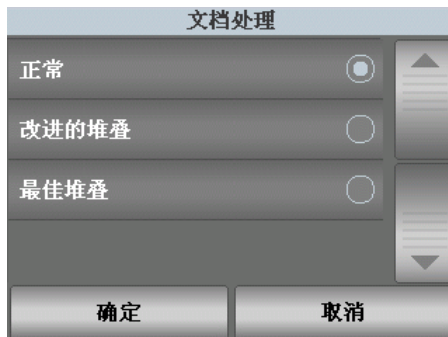 文档处理
正常
改进的堆叠
最佳堆叠
确定
取消